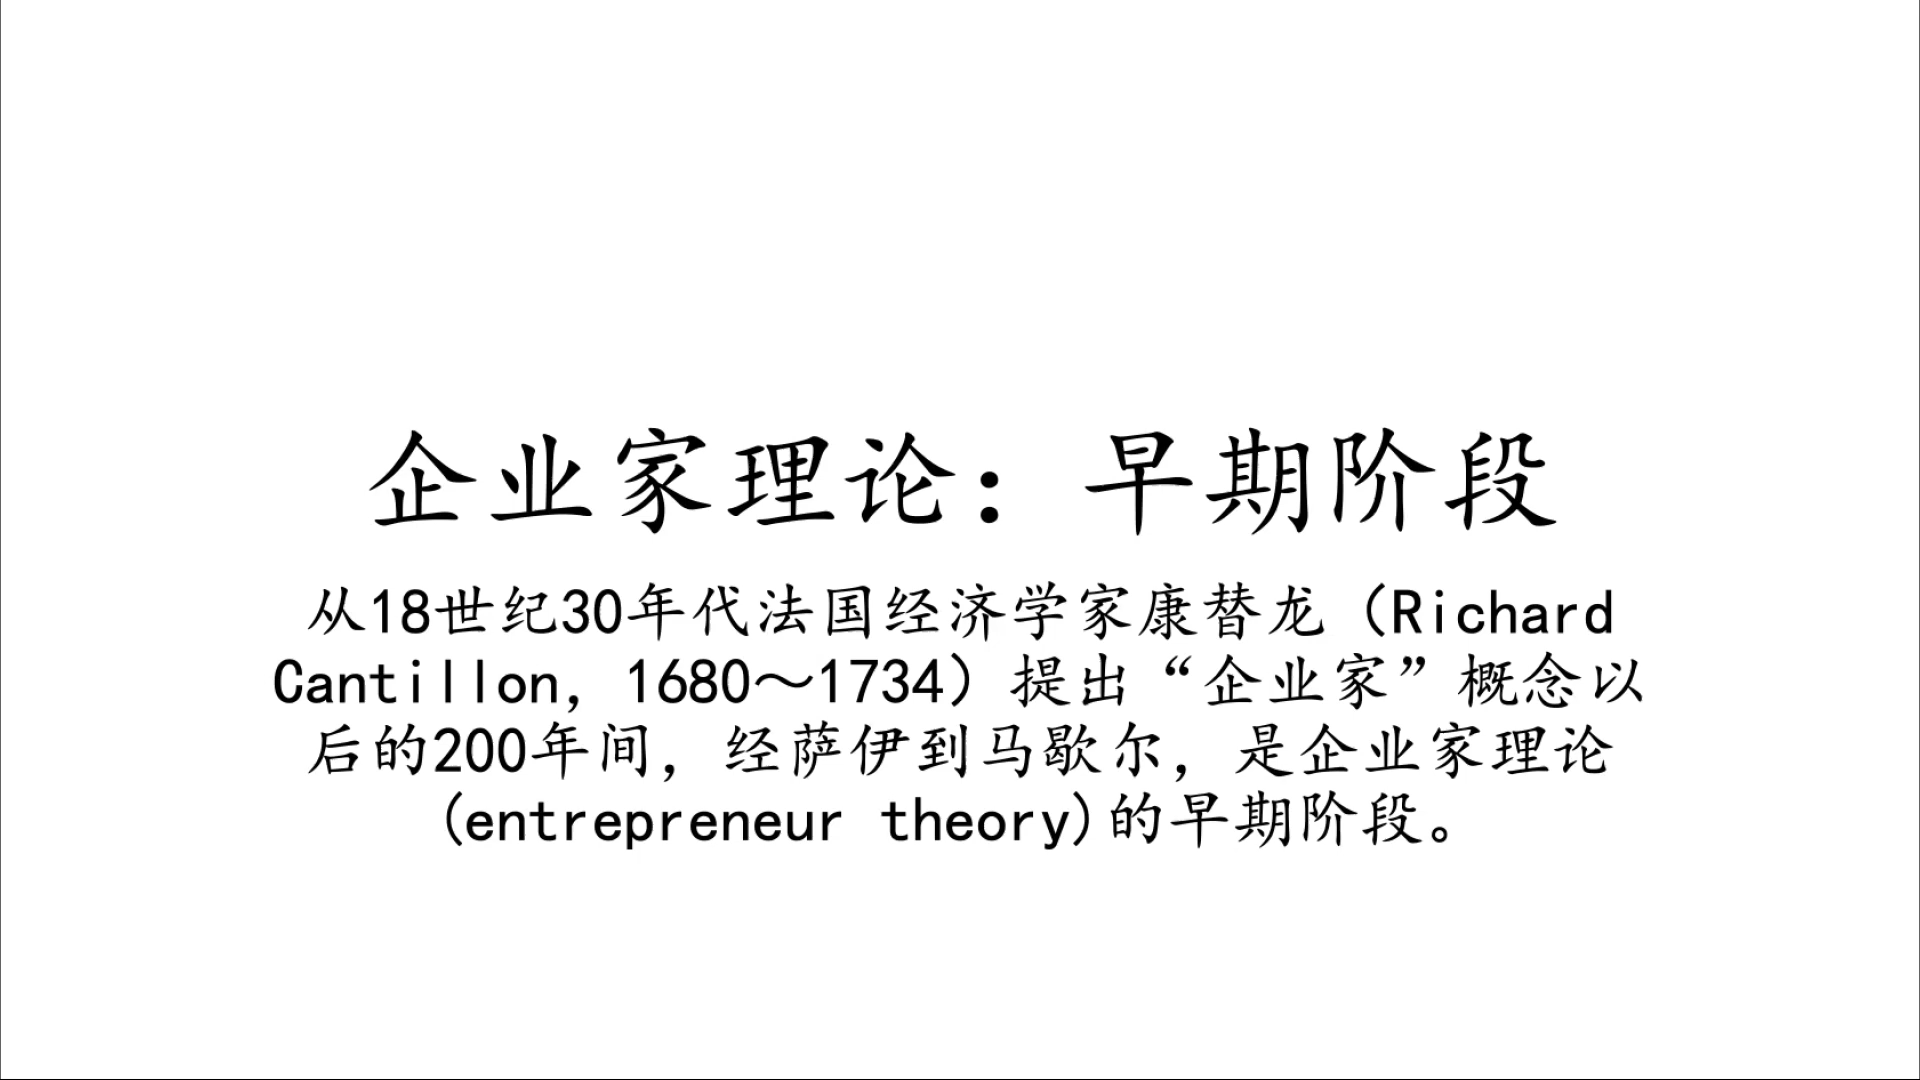 企业家理论：早期阶段
从18世纪30年代法国经济学家康替龙（Richard
Cantillon，1680～1734）提出“企业家”概念以
后的200年间，经萨伊到马歇尔，是企业家理论
(entrepreneur theory)的早期阶段。